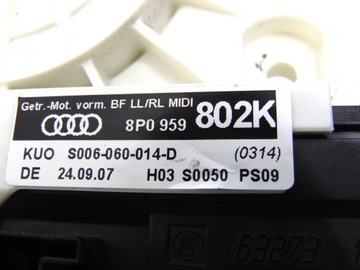 Getr.-Mot. vorm. BF LL/RL MIDI
8P0 959 802K
KUO S006-060-014-D (0314)
DE 24.09.07 H03 S0050 PS09
63273